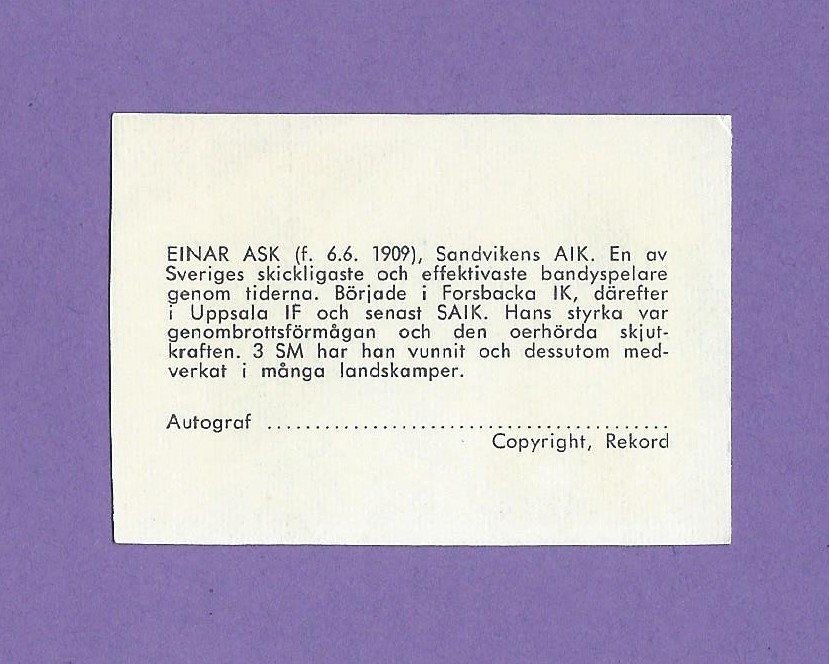 EINAR ASK (f. 6.6. 1909), Sandvikens AIK. En av
Sveriges skickligaste och effektivaste bandyspelare
genom tiderna. Började i Forsbacka IK, därefter
i Uppsala IF och senast SAIK. Hans styrka var
genombrottsförmågan och den oerhörda skjut-
kraften. 3 SM har han vunnit och dessutom med-
verkat i många landskamper.
Autograf ..........................................
Copyright, Rekord